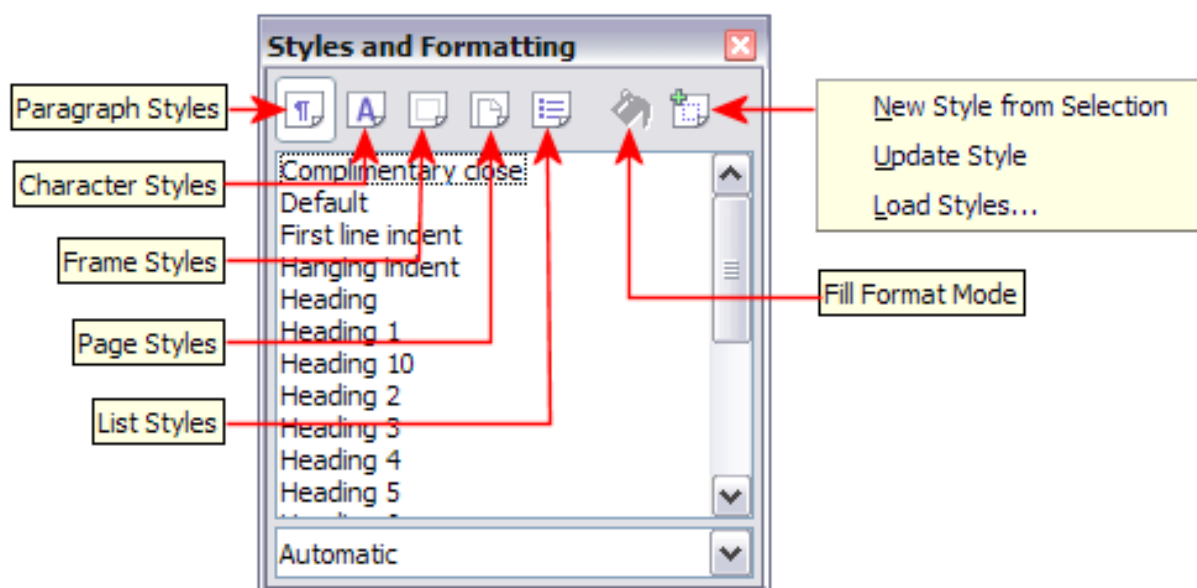 Styles and Formatting
Paragraph Styles
Character Styles
Frame Styles
Page Styles
List Styles
A
Complimentary close
Default
First line indent
Hanging indent
Heading
Heading 1
Heading 10
Heading 2
Heading 3
Heading 4
Heading 5
Automatic
New Style from Selection
Update Style
Load Styles...
Fill Format Mode